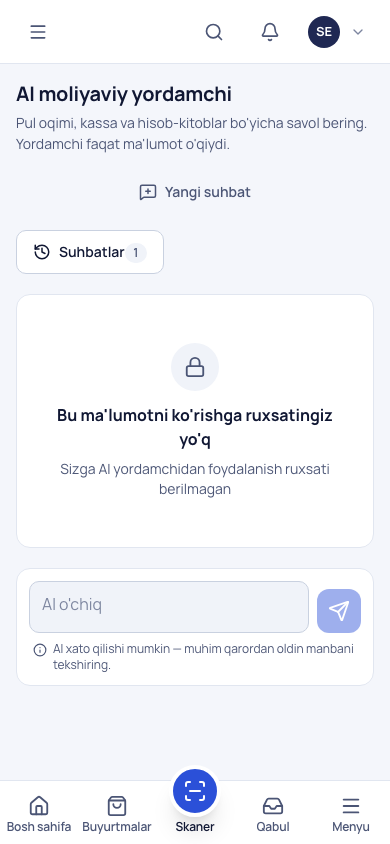 SE
AI moliyaviy yordamchi
Pul oqimi, kassa va hisob-kitoblar bo'yicha savol bering.
Yordamchi faqat ma'lumot o'qiydi.
Yangi suhbat
Suhbatlar 1
Bu ma'lumotni ko'rishga ruxsatingiz
yo'q
Sizga AI yordamchidan foydalanish ruxsati
berilmagan
AI o'chiq
AI xato qilishi mumkin — muhim qarordan oldin manbani
tekshiring.
Bosh sahifa Buyurtmalar Skaner Qabul Menyu